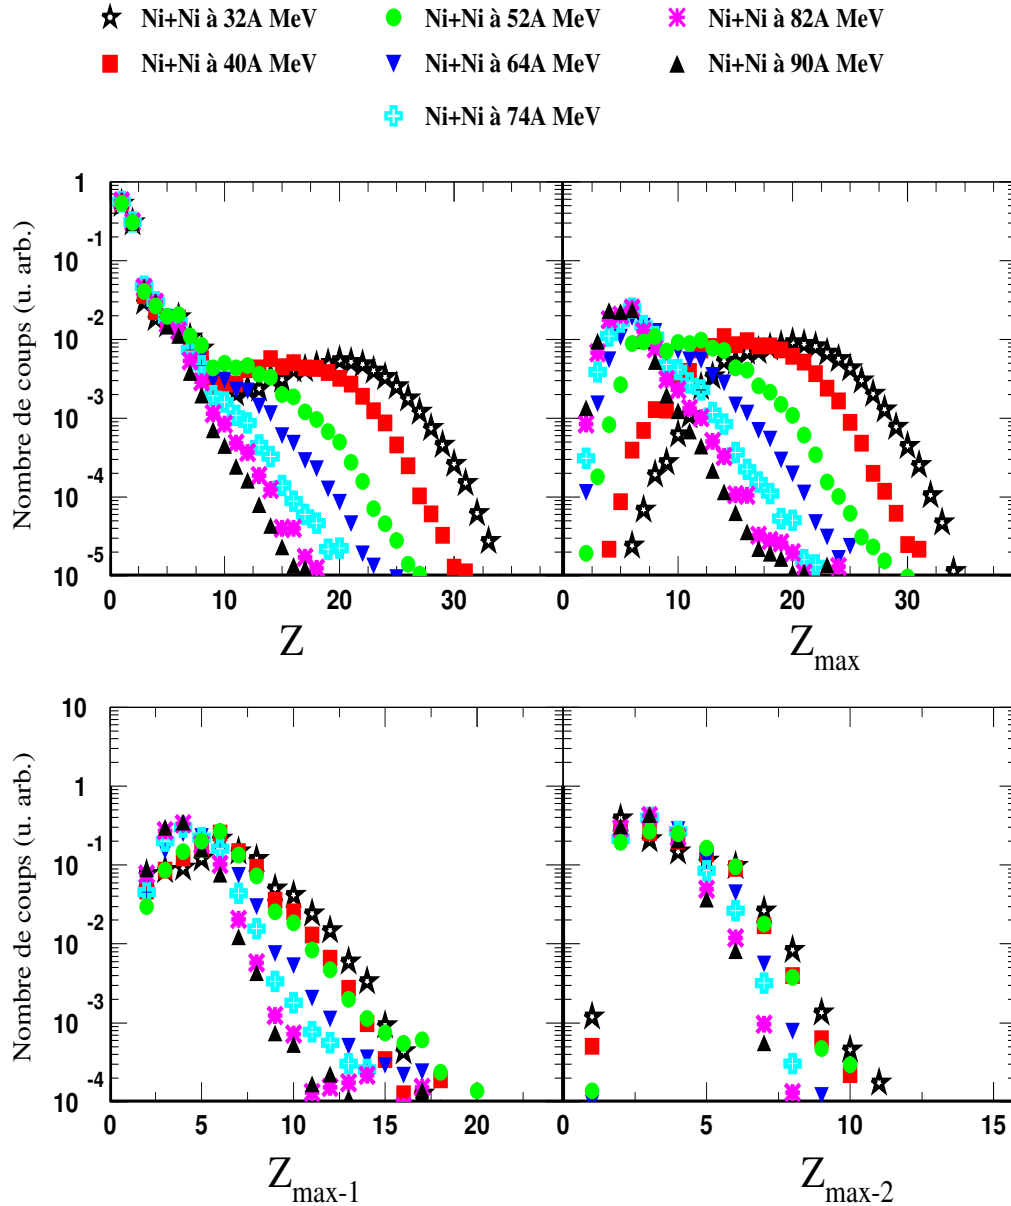 Ni+Ni à 32A MeV Ni+Ni à 52A MeV Ni+Ni à 82A MeV
Ni+Ni à 40A MeV Ni+Ni à 64A MeV Ni+Ni à 90A MeV
Ni+Ni à 74A MeV
Nombre de coups (u. arb.)
1
10 -1
10 -2
10 -3
10 -4
10 -5
0 10 20 30
Z
0 10 20 30
Z max
Nombre de coups (u. arb.)
10
1
10 -1
10 -2
10 -3
10 -4
0 5 10 15 20
Z max-1
0 5 10 15
Z max-2